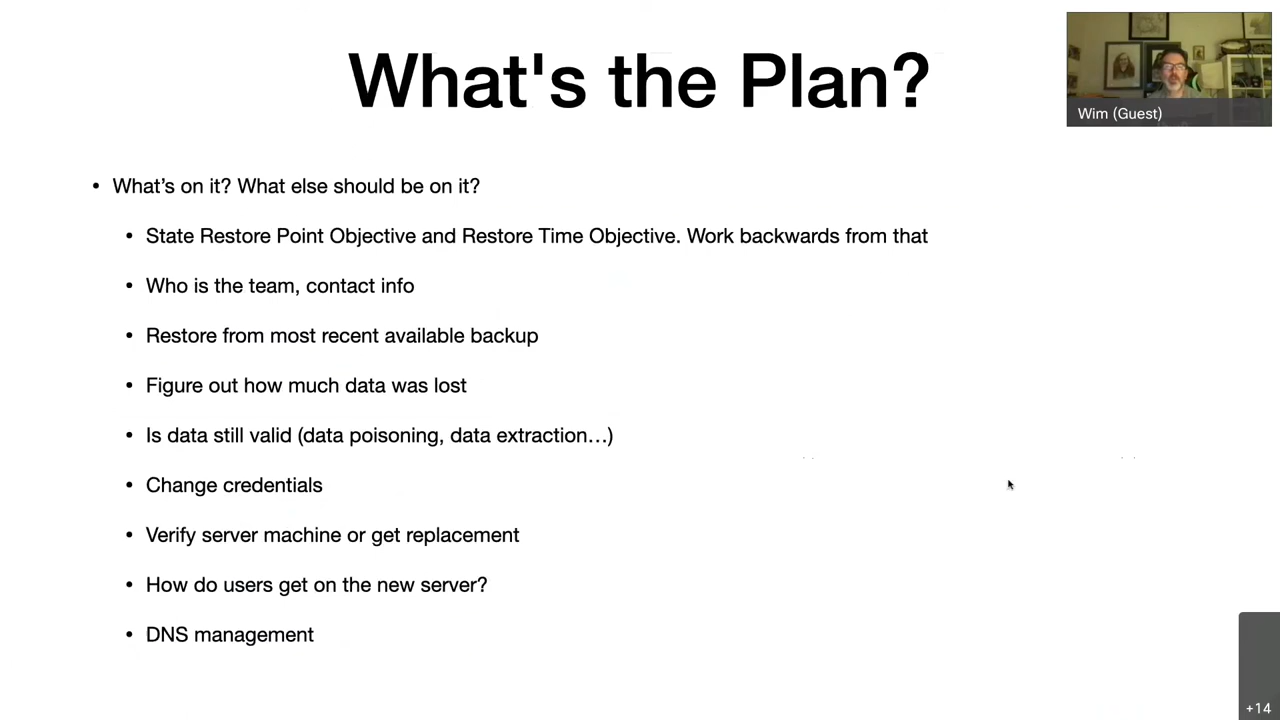 What's the Plan?
Wim (Guest)
• What’s on it? What else should be on it?
• State Restore Point Objective and Restore Time Objective. Work backwards from that
• Who is the team, contact info
• Restore from most recent available backup
• Figure out how much data was lost
• Is data still valid (data poisoning, data extraction…)
• Change credentials
• Verify server machine or get replacement
• How do users get on the new server?
• DNS management
+14